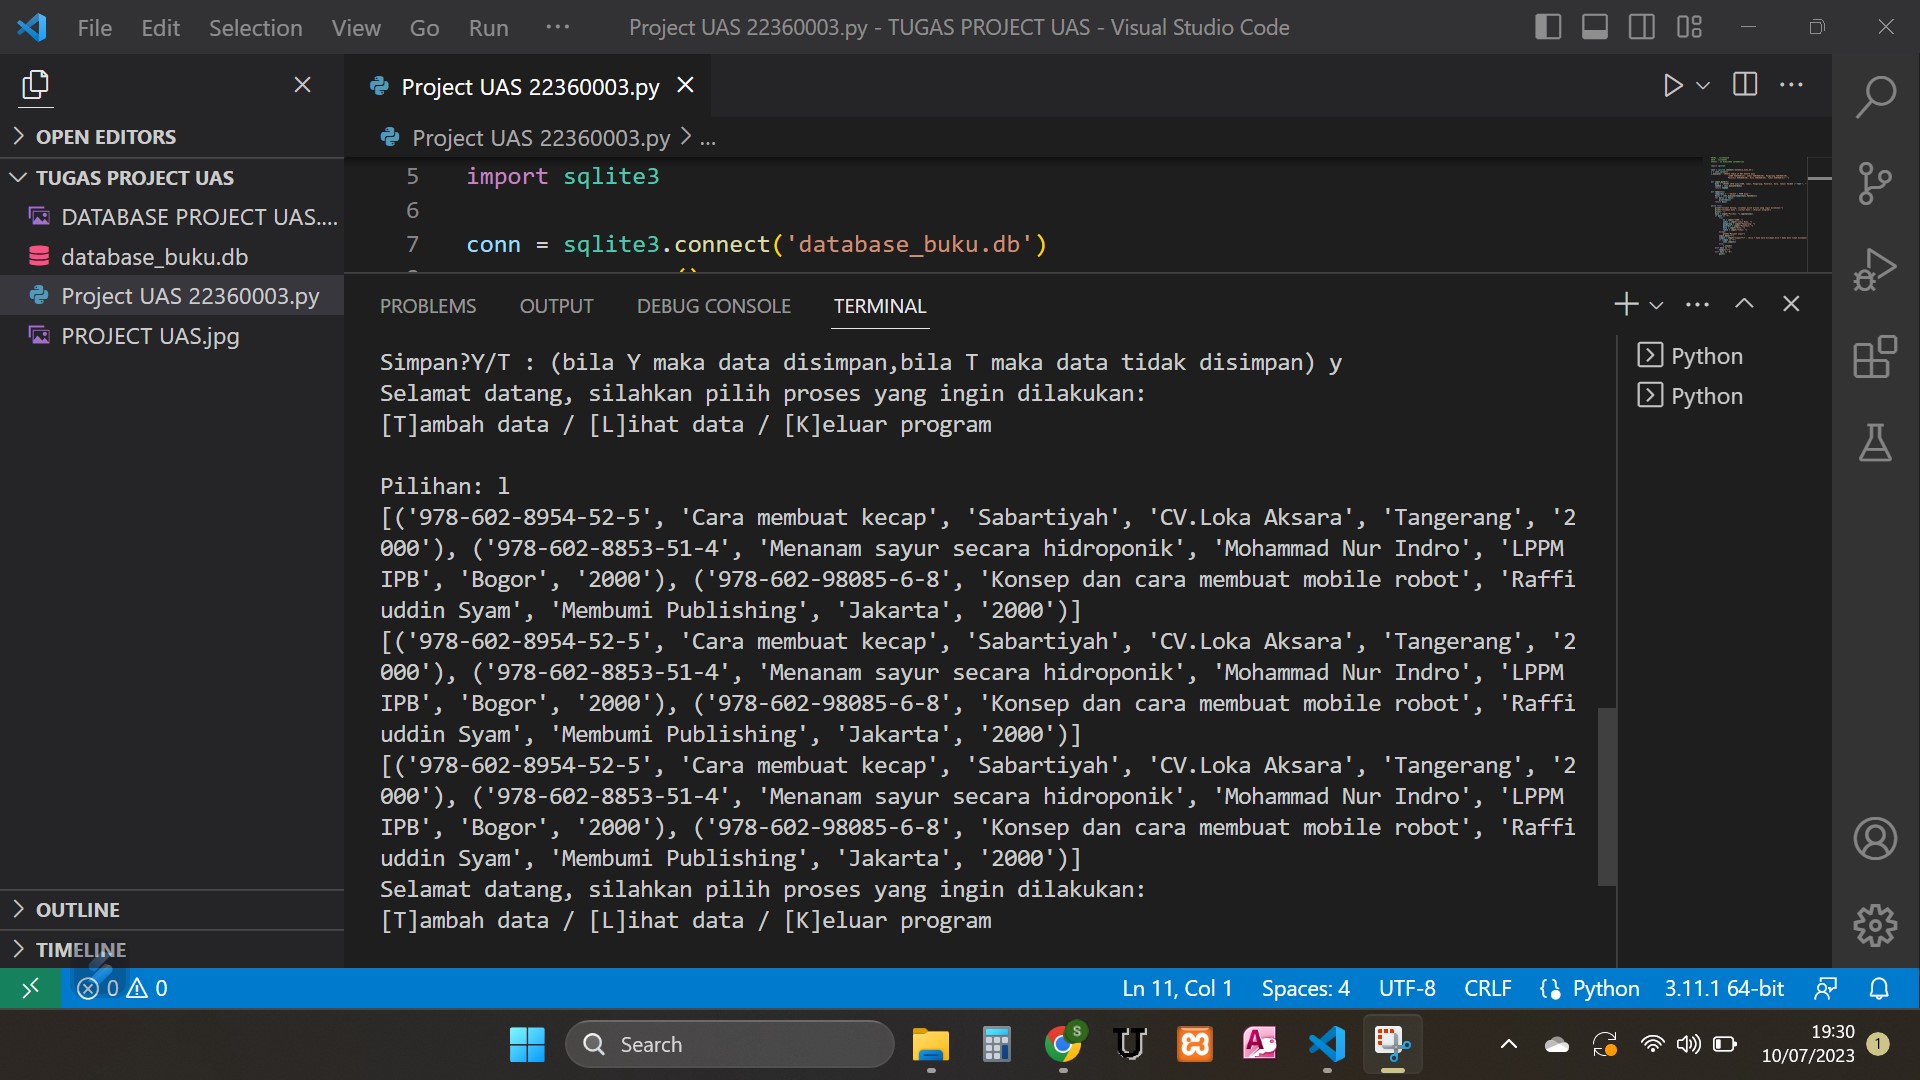 File Edit Selection View Go Run ··· Project UAS 22360003.py - TUGAS PROJECT UAS - Visual Studio Code
Project UAS 22360003.py
OPEN EDITORS
Project UAS 22360003.py > ...
TUGAS PROJECT UAS
DATABASE PROJECT UAS....
database_buku.db
Project UAS 22360003.py
PROJECT UAS.jpg
OUTLINE
TIMELINE
5 import sqlite3
6
7 conn = sqlite3.connect('database_buku.db')
PROBLEMS OUTPUT DEBUG CONSOLE TERMINAL
Python
Python
Simpan?Y/T : (bila Y maka data disimpan,bila T maka data tidak disimpan) y
Selamat datang, silahkan pilih proses yang ingin dilakukan:
[T]ambah data / [L]ihat data / [K]eluar program
Pilihan: l
[('978-602-8954-52-5', 'Cara membuat kecap', 'Sabartiyah', 'CV.Loka Aksara', 'Tangerang', '2
000'), ('978-602-8853-51-4', 'Menanam sayur secara hidroponik', 'Mohammad Nur Indro', 'LPPM
IPB', 'Bogor', '2000'), ('978-602-98085-6-8', 'Konsep dan cara membuat mobile robot', 'Raffi
uddin Syam', 'Membumi Publishing', 'Jakarta', '2000')]
[('978-602-8954-52-5', 'Cara membuat kecap', 'Sabartiyah', 'CV.Loka Aksara', 'Tangerang', '2
000'), ('978-602-8853-51-4', 'Menanam sayur secara hidroponik', 'Mohammad Nur Indro', 'LPPM
IPB', 'Bogor', '2000'), ('978-602-98085-6-8', 'Konsep dan cara membuat mobile robot', 'Raffi
uddin Syam', 'Membumi Publishing', 'Jakarta', '2000')]
[('978-602-8954-52-5', 'Cara membuat kecap', 'Sabartiyah', 'CV.Loka Aksara', 'Tangerang', '2
000'), ('978-602-8853-51-4', 'Menanam sayur secara hidroponik', 'Mohammad Nur Indro', 'LPPM
IPB', 'Bogor', '2000'), ('978-602-98085-6-8', 'Konsep dan cara membuat mobile robot', 'Raffi
uddin Syam', 'Membumi Publishing', 'Jakarta', '2000')]
Selamat datang, silahkan pilih proses yang ingin dilakukan:
[T]ambah data / [L]ihat data / [K]eluar program
0 0 Ln 11, Col 1 Spaces: 4 UTF-8 CRLF Python 3.11.1 64-bit
Search
S
19:30
10/07/2023
1